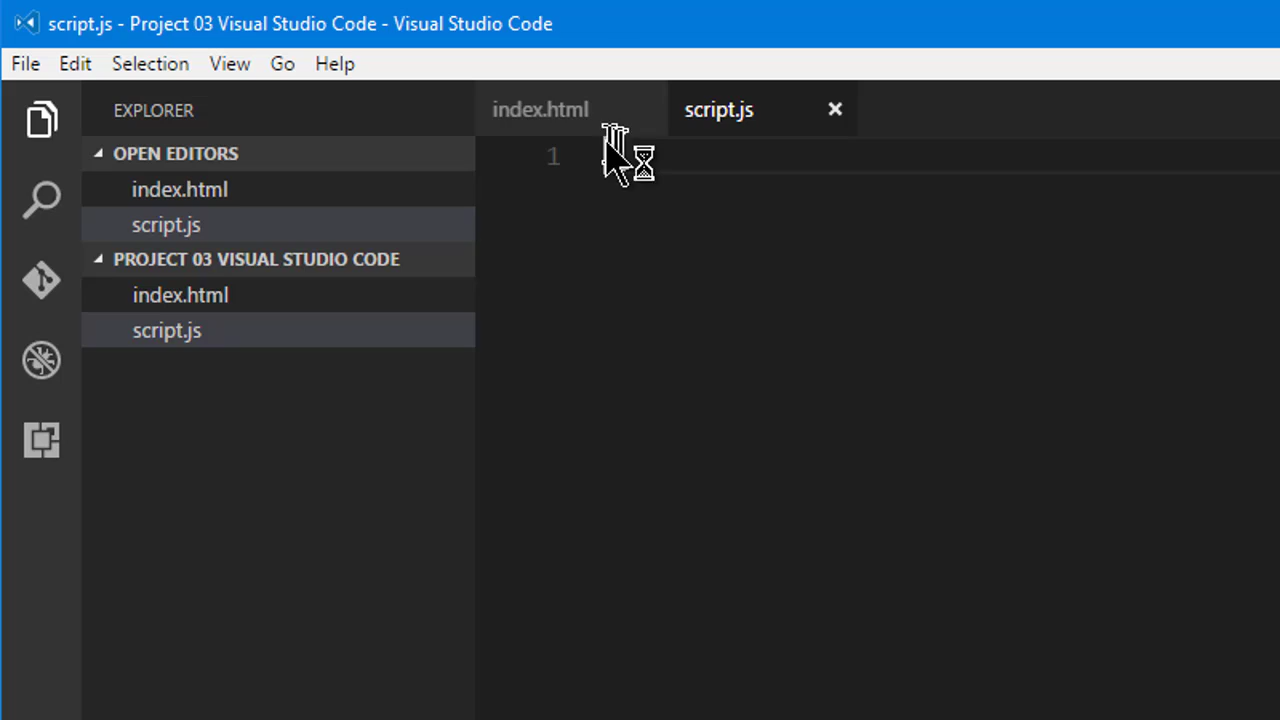 script.js - Project 03 Visual Studio Code - Visual Studio Code
File Edit Selection View Go Help
EXPLORER
OPEN EDITORS
index.html
script.js
PROJECT 03 VISUAL STUDIO CODE
index.html
script.js
index.html script.js
1